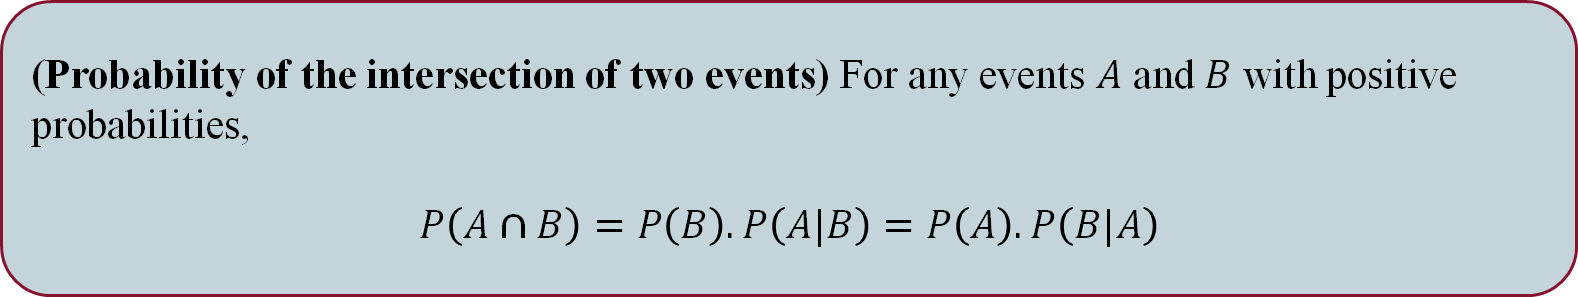 (Probability of the intersection of two events) For any events A and B with positive
probabilities,
P(A ∩ B) = P(B). P(A|B) = P(A). P(B|A)